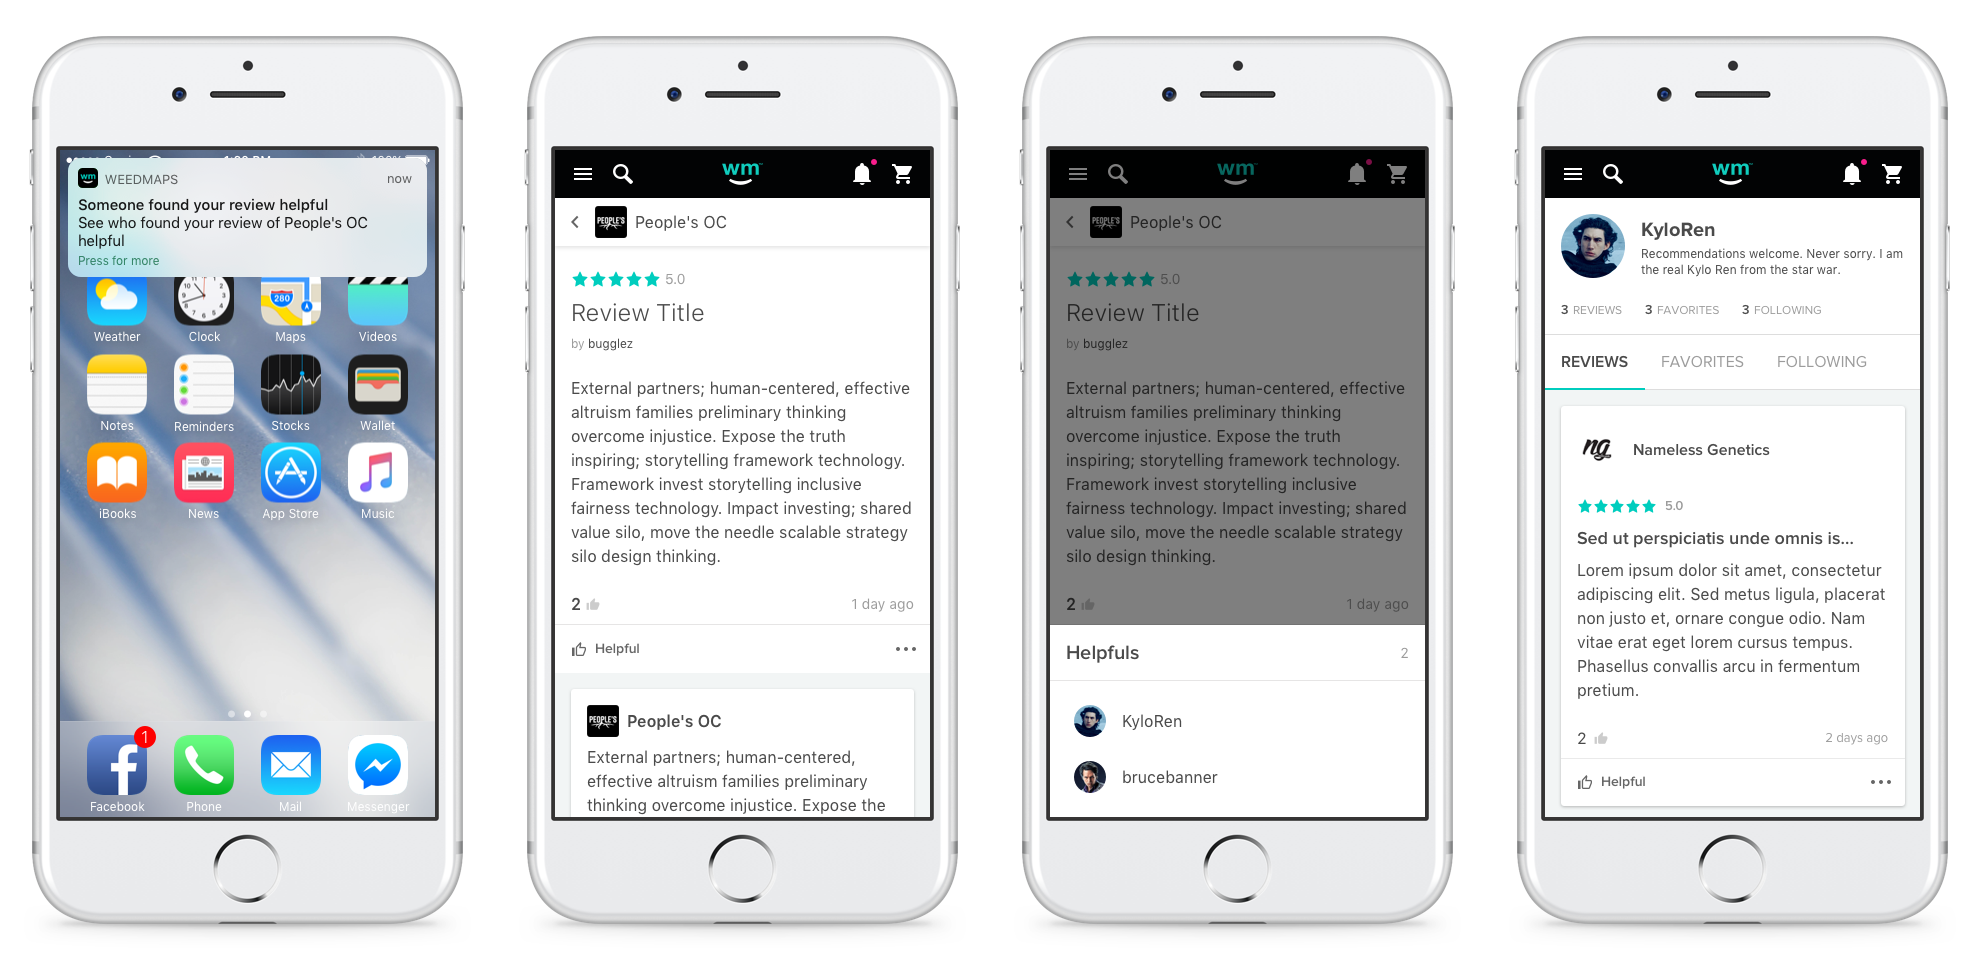 wm WEEDMAPS now
Someone found your review helpful
See who found your review of People's OC
helpful
Press for more
280
Weather Clock Maps Videos
Notes Reminders Stocks Wallet
iBooks News App Store Music
1
Facebook Phone Mail Messenger
wm
PEOPLE'S People's OC
5.0
Review Title
by bugglez
External partners; human-centered, effective
altruism families preliminary thinking
overcome injustice. Expose the truth
inspiring; storytelling framework technology.
Framework invest storytelling inclusive
fairness technology. Impact investing; shared
value silo, move the needle scalable strategy
silo design thinking.
2 1 day ago
Helpful
PEOPLE'S People's OC
External partners; human-centered,
effective altruism families preliminary
thinking overcome injustice. Expose the
wm
PEOPLE'S People's OC
5.0
Review Title
by bugglez
External partners; human-centered, effective
altruism families preliminary thinking
overcome injustice. Expose the truth
inspiring; storytelling framework technology.
Framework invest storytelling inclusive
fairness technology. Impact investing; shared
value silo, move the needle scalable strategy
silo design thinking.
2 1 day ago
Helpfuls 2
KyloRen
brucebanner
wm
KyloRen
Recommendations welcome. Never sorry. I am
the real Kylo Ren from the star war.
3 REVIEWS 3 FAVORITES 3 FOLLOWING
REVIEWS FAVORITES FOLLOWING
ng Nameless Genetics
5.0
Sed ut perspiciatis unde omnis is...
Lorem ipsum dolor sit amet, consectetur
adipiscing elit. Sed metus ligula, placerat
non justo et, ornare congue odio. Nam
vitae erat eget lorem cursus tempus.
Phasellus convallis arcu in fermentum
pretium.
2 2 days ago
Helpful